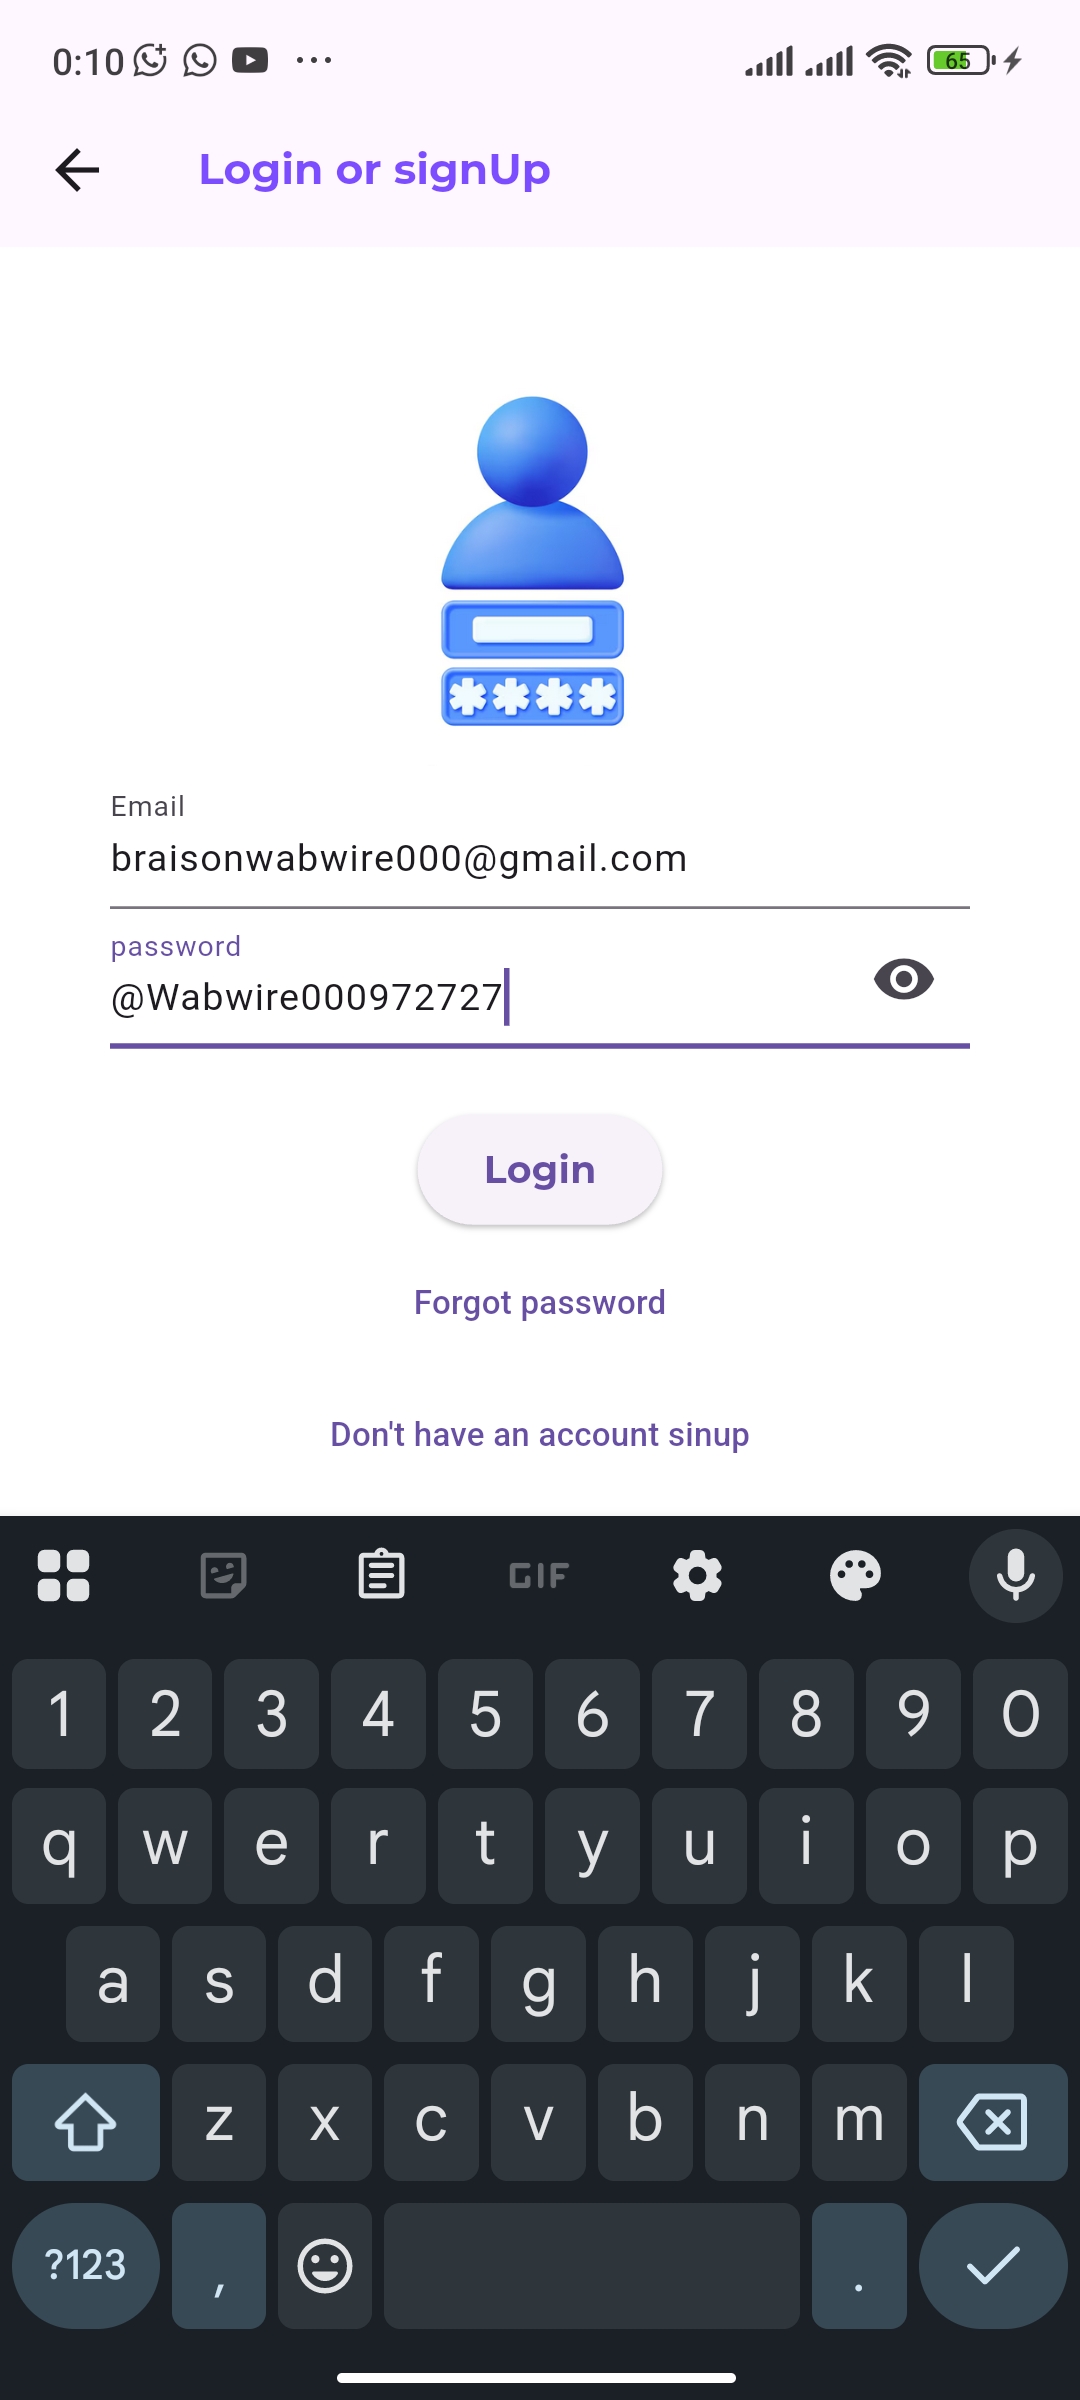 0:10
65
Login or signUp
****
Email
braisonwabwire000@gmail.com
password
@Wabwire000972727
Login
Forgot password
Don't have an account sinup
GIF
1 2 3 4 5 6 7 8 9 0
q w e r t y u i o p
a s d f g h j k l
z x c v b n m
?123 , .